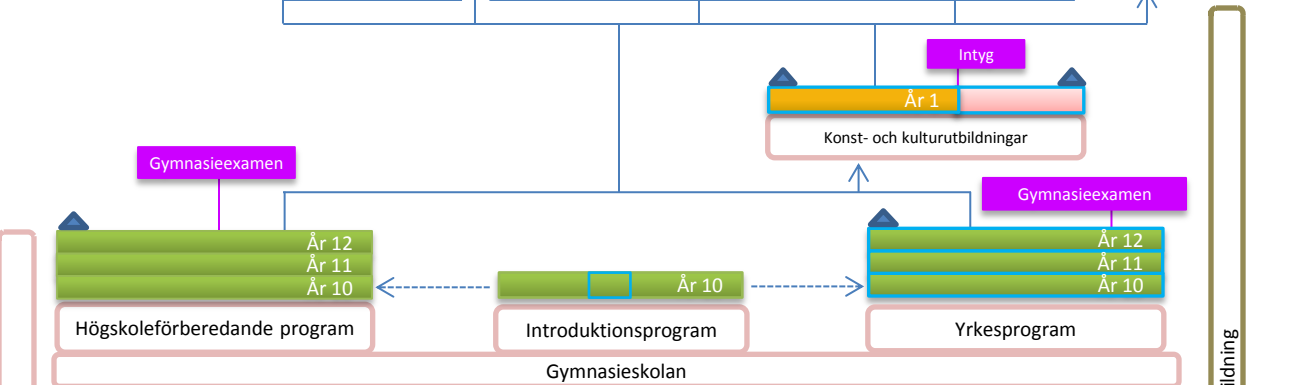 Intyg
År 1
Konst- och kulturutbildningar
Gymnasieexamen
Gymnasieexamen
År 12
År 11
År 10
År 10
År 12
År 11
År 10
Högskoleförberedande program
Introduktionsprogram
Yrkesprogram
Gymnasieskolan
ildning